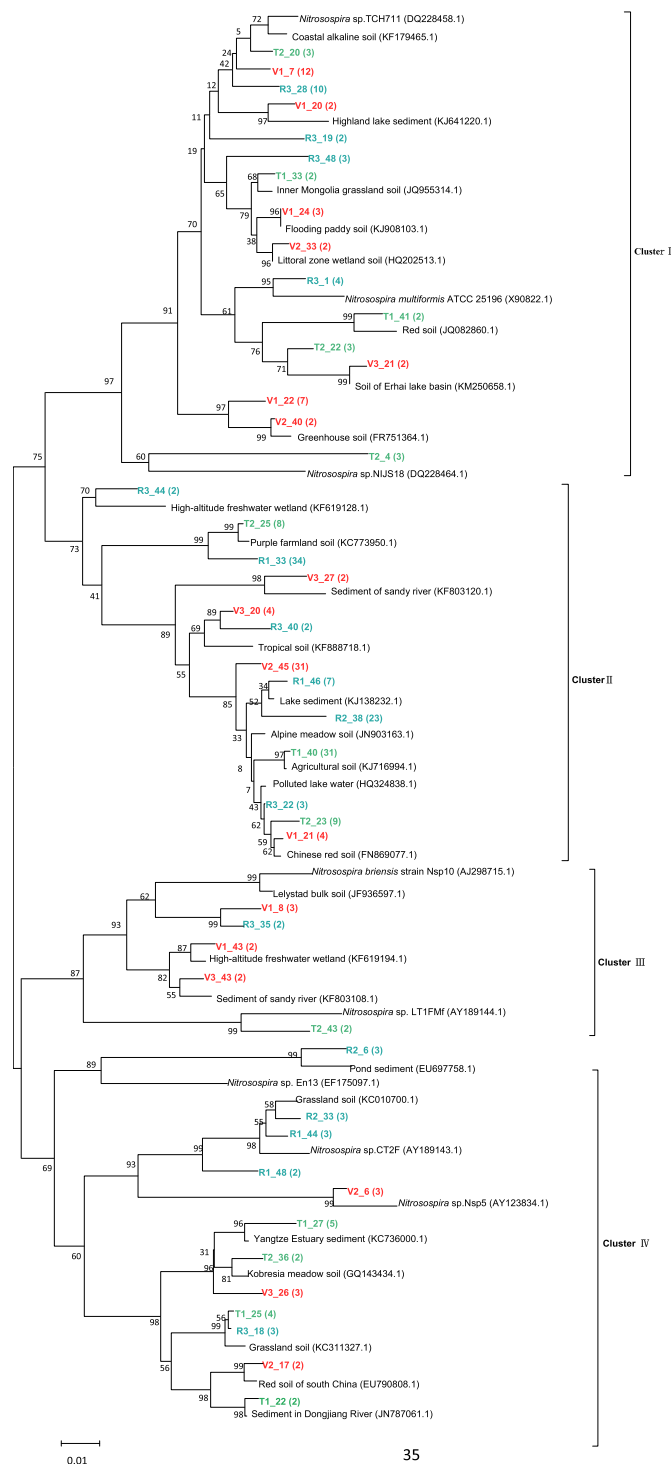 72
Nitrosospira sp.TCH711 (DQ228458.1)
5
Coastal alkaline soil (KF179465.1)
24
T2_20 (3)
42
V1_7 (12)
12
R3_28 (10)
V1_20 (2)
97
Highland lake sediment (KJ641220.1)
11
R3_19 (2)
19
R3_48 (3)
68
T1_33 (2)
65
Inner Mongolia grassland soil (JQ955314.1)
96
V1_24 (3)
79
Flooding paddy soil (KJ908103.1)
38
V2_33 (2)
96
Littoral zone wetland soil (HQ202513.1)
Cluster I
70
95
R3_1 (4)
Nitrosospira multiformis ATCC 25196 (X90822.1)
61
99
T1_41 (2)
Red soil (JQ082860.1)
91
76
T2_22 (3)
71
V3_21 (2)
99
Soil of Erhai lake basin (KM250658.1)
97
97
V1_22 (7)
V2_40 (2)
99
Greenhouse soil (FR751364.1)
75
60
T2_4 (3)
Nitrosospira sp.NIJS18 (DQ228464.1)
70
R3_44 (2)
High-altitude freshwater wetland (KF619128.1)
73
99
T2_25 (8)
99
Purple farmland soil (KC773950.1)
R1_33 (34)
41
98
V3_27 (2)
Sediment of sandy river (KF803120.1)
89
89
V3_20 (4)
69
R3_40 (2)
Tropical soil (KF888718.1)
55
V2_45 (31)
Cluster II
34
R1_46 (7)
85
52
Lake sediment (KJ138232.1)
R2_38 (23)
33
Alpine meadow soil (JN903163.1)
8
97
T1_40 (31)
Agricultural soil (KJ716994.1)
7
Polluted lake water (HQ324838.1)
43
R3_22 (3)
62
T2_23 (9)
59
V1_21 (4)
62
Chinese red soil (FN869077.1)
99
Nitrosospira briensis strain Nsp10 (AJ298715.1)
62
Lelystad bulk soil (JF936597.1)
V1_8 (3)
93
99
R3_35 (2)
87
V1_43 (2)
High-altitude freshwater wetland (KF619194.1)
Cluster III
87
82
V3_43 (2)
55
Sediment of sandy river (KF803108.1)
Nitrosospira sp. LT1FMf (AY189144.1)
99
T2_43 (2)
89
99
R2_6 (3)
Pond sediment (EU697758.1)
Nitrosospira sp. En13 (EF175097.1)
58
Grassland soil (KC010700.1)
55
R2_33 (3)
R1_44 (3)
99
98
Nitrosospira sp.CT2F (AY189143.1)
69
93
R1_48 (2)
V2_6 (3)
99
Nitrosospira sp.Nsp5 (AY123834.1)
60
96
T1_27 (5)
Yangtze Estuary sediment (KC736000.1)
Cluster IV
31
T2_36 (2)
96
81
Kobresia meadow soil (GQ143434.1)
V3_26 (3)
98
56
T1_25 (4)
99
R3_18 (3)
Grassland soil (KC311327.1)
56
99
V2_17 (2)
Red soil of south China (EU790808.1)
98
T1_22 (2)
98
Sediment in Dongjiang River (JN787061.1)
0.01
35